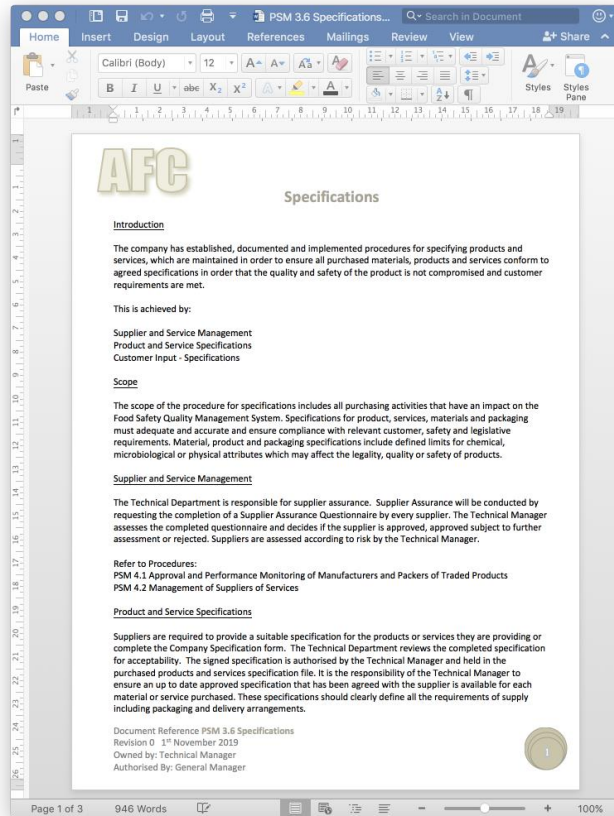 PSM 3.6 Specifications...
Search in Document
Home Insert Design Layout References Mailings Review View Share
Paste
Calibri (Body) 12
B I U abc X₂ X²
Styles
Styles Pane
AFC
Specifications
Introduction
The company has established, documented and implemented procedures for specifying products and
services, which are maintained in order to ensure all purchased materials, products and services conform to
agreed specifications in order that the quality and safety of the product is not compromised and customer
requirements are met.
This is achieved by:
Supplier and Service Management
Product and Service Specifications
Customer Input - Specifications
Scope
The scope of the procedure for specifications includes all purchasing activities that have an impact on the
Food Safety Quality Management System. Specifications for product, services, materials and packaging
must adequate and accurate and ensure compliance with relevant customer, safety and legislative
requirements. Material, product and packaging specifications include defined limits for chemical,
microbiological or physical attributes which may affect the legality, quality or safety of products.
Supplier and Service Management
The Technical Department is responsible for supplier assurance. Supplier Assurance will be conducted by
requesting the completion of a Supplier Assurance Questionnaire by every supplier. The Technical Manager
assesses the completed questionnaire and decides if the supplier is approved, approved subject to further
assessment or rejected. Suppliers are assessed according to risk by the Technical Manager.
Refer to Procedures:
PSM 4.1 Approval and Performance Monitoring of Manufacturers and Packers of Traded Products
PSM 4.2 Management of Suppliers of Services
Product and Service Specifications
Suppliers are required to provide a suitable specification for the products or services they are providing or
complete the Company Specification form. The Technical Department reviews the completed specification
for acceptability. The signed specification is authorised by the Technical Manager and held in the
purchased products and services specification file. It is the responsibility of the Technical Manager to
ensure an up to date approved specification that has been agreed with the supplier is available for each
material or service purchased. These specifications should clearly define all the requirements of supply
including packaging and delivery arrangements.
Document Reference PSM 3.6 Specifications
Revision 0 1st November 2019
Owned by: Technical Manager
Authorised By: General Manager
1
Page 1 of 3 946 Words 100%